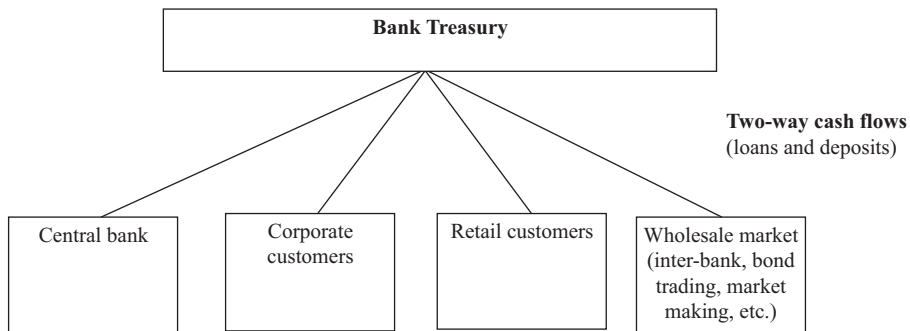 Bank Treasury
Two-way cash flows
(loans and deposits)
Central bank
Corporate
customers
Retail customers
Wholesale market
(inter-bank, bond
trading, market
making, etc.)